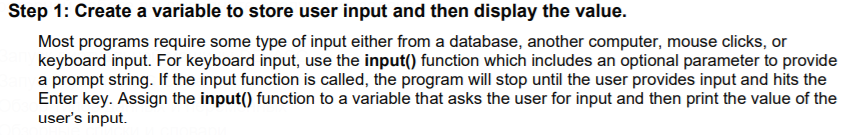 Step 1: Create a variable to store user input and then display the value.
Most programs require some type of input either from a database, another computer, mouse clicks, or
keyboard input. For keyboard input, use the input() function which includes an optional parameter to provide
a prompt string. If the input function is called, the program will stop until the user provides input and hits the
Enter key. Assign the input() function to a variable that asks the user for input and then print the value of the
user's input.